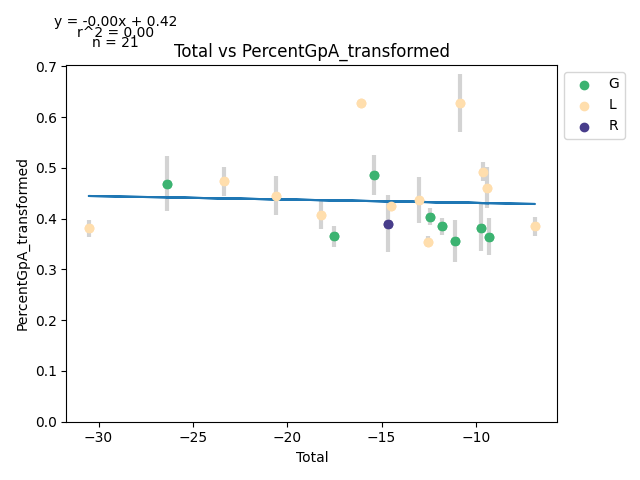 y = -0.00x + 0.42
r^2 = 0.00
n = 21
Total vs PercentGpA_transformed
G
L
R
PercentGpA_transformed
0.7
0.6
0.5
0.4
0.3
0.2
0.1
0.0
−30
−25
−20
−15
−10
Total